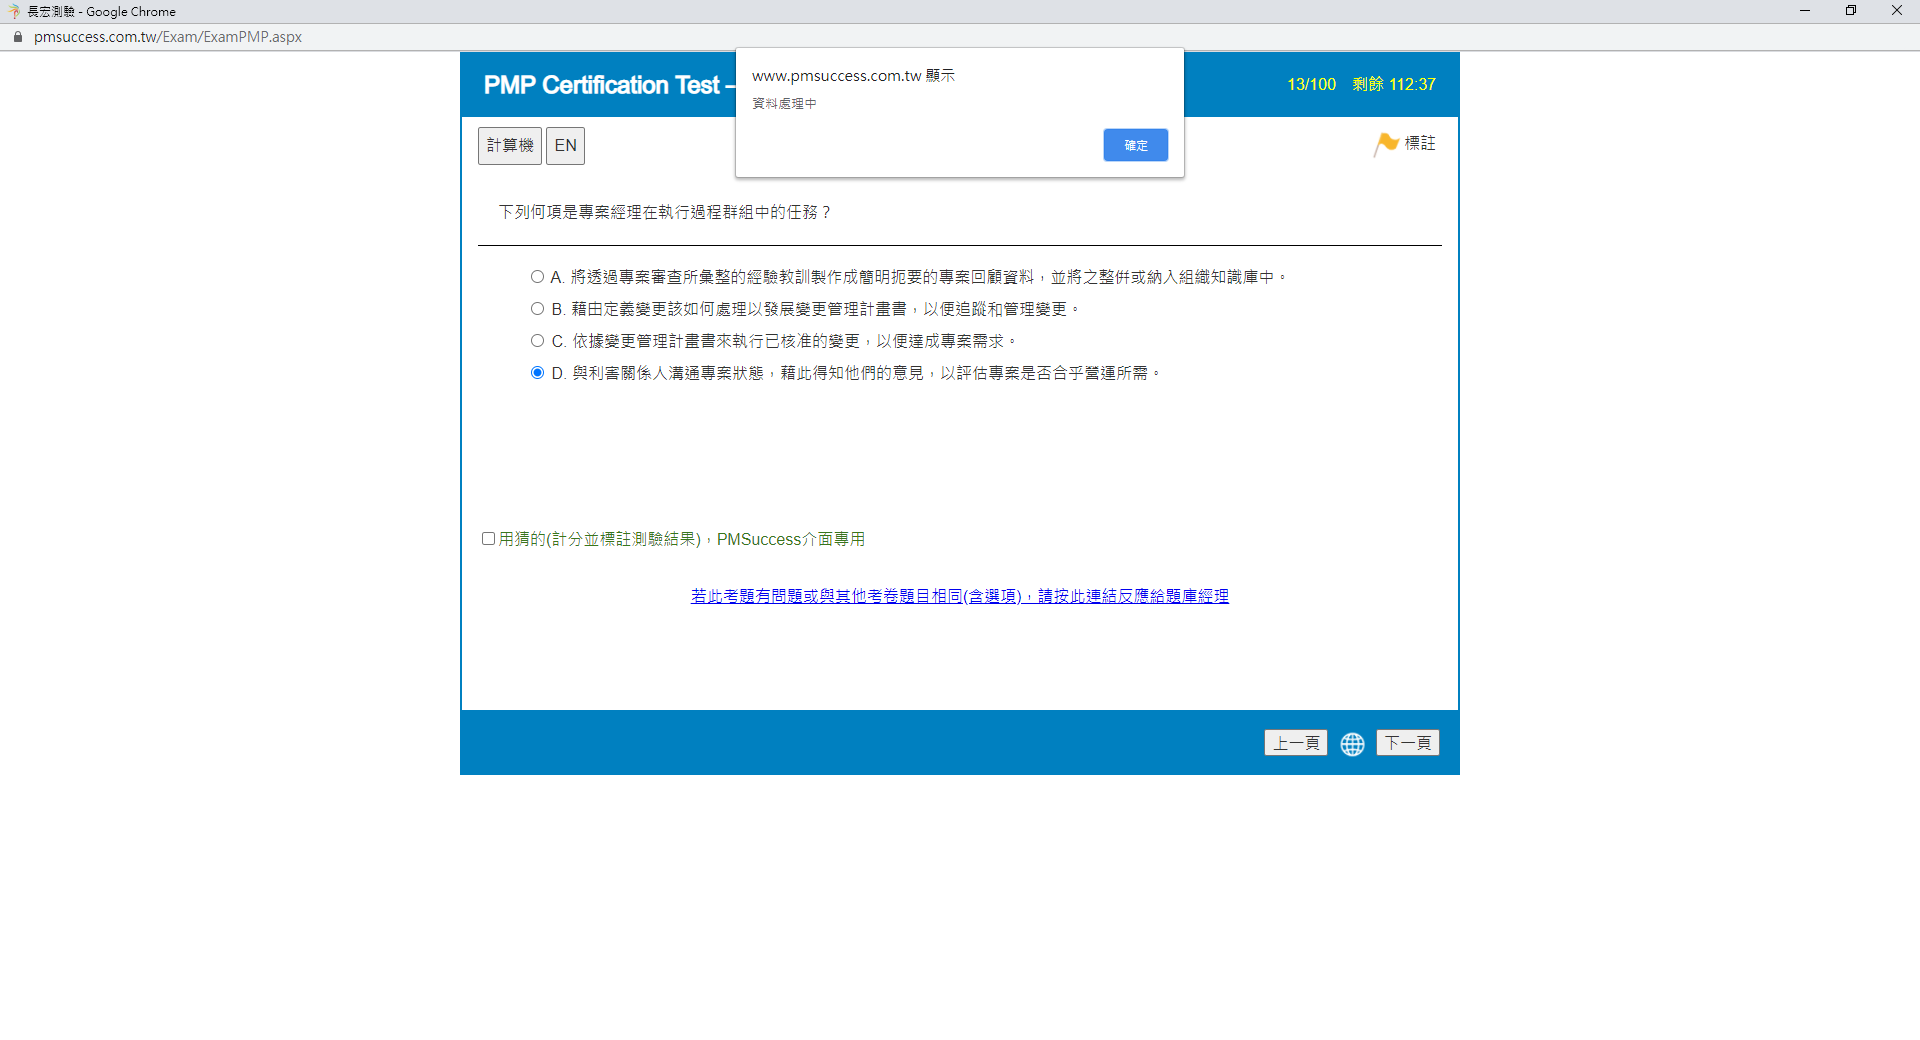 長宏測驗 - Google Chrome
pmsuccess.com.tw/Exam/ExamPMP.aspx
PMP Certification Test –
13/100 剩餘 112:37
www.pmsuccess.com.tw 顯示
資料處理中
確定
計算機 EN
標註
下列何項是專案經理在執行過程群組中的任務？
A. 將透過專案審查所彙整的經驗教訓製作成簡明扼要的專案回顧資料，並將之整併或納入組織知識庫中。
B. 藉由定義變更該如何處理以發展變更管理計畫書，以便追蹤和管理變更。
C. 依據變更管理計畫書來執行已核准的變更，以便達成專案需求。
D. 與利害關係人溝通專案狀態，藉此得知他們的意見，以評估專案是否合乎營運所需。
用猜的(計分並標註測驗結果)，PMSuccess介面專用
若此考題有問題或與其他考卷題目相同(含選項)，請按此連結反應給題庫經理
上一頁 下一頁